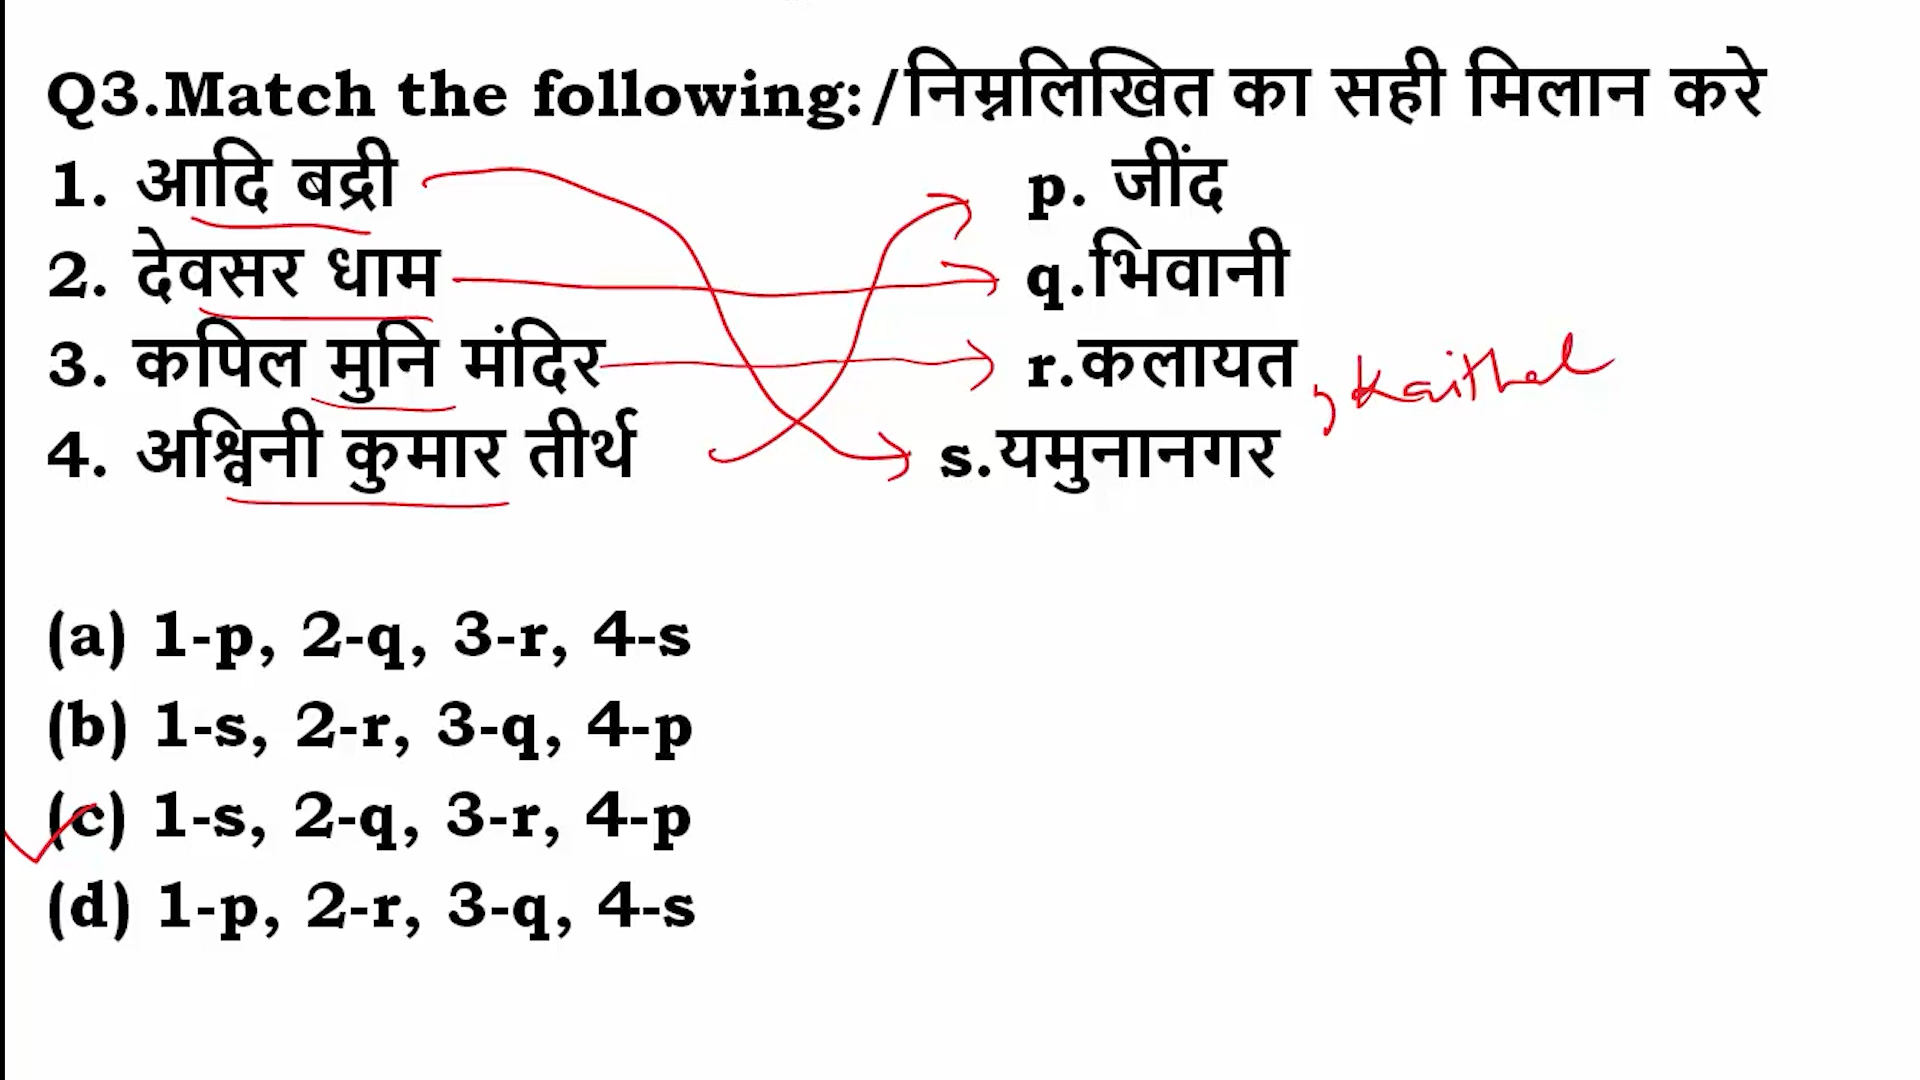 Q3.Match the following:/निम्नलिखित का सही मिलान करे
1. आदि बद्री p. जींद
2. देवसर धाम q.भिवानी
3. कपिल मुनि मंदिर r.कलायत , Kaithal
4. अश्विनी कुमार तीर्थ s.यमुनानगर
(a) 1-p, 2-q, 3-r, 4-s
(b) 1-s, 2-r, 3-q, 4-p
(c) 1-s, 2-q, 3-r, 4-p
(d) 1-p, 2-r, 3-q, 4-s